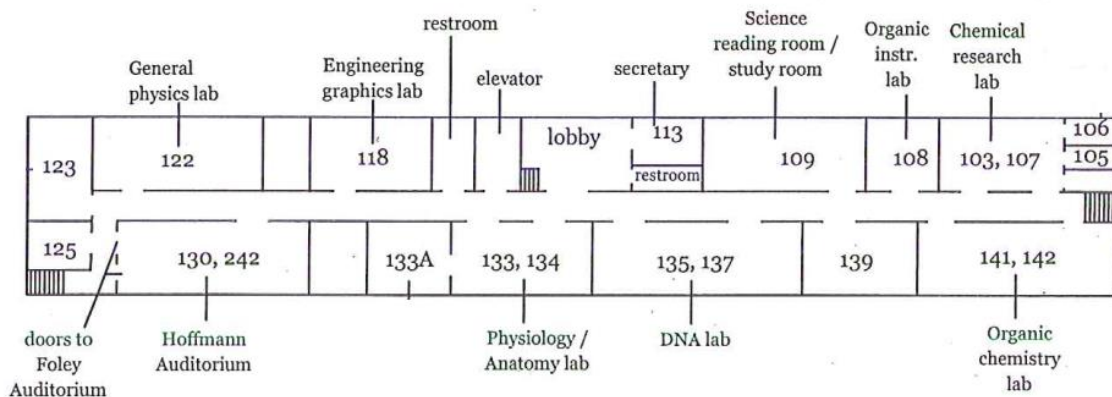 restroom
Science
reading room /
study room
Organic
instr.
lab
Chemical
research
lab
General
physics lab
Engineering
graphics lab
elevator
secretary
lobby
106
123
122
118
113
109
108
103, 107
105
restroom
125
130, 242
133A
133, 134
135, 137
139
141, 142
doors to
Foley
Auditorium
Hoffmann
Auditorium
Physiology /
Anatomy lab
DNA lab
Organic
chemistry
lab